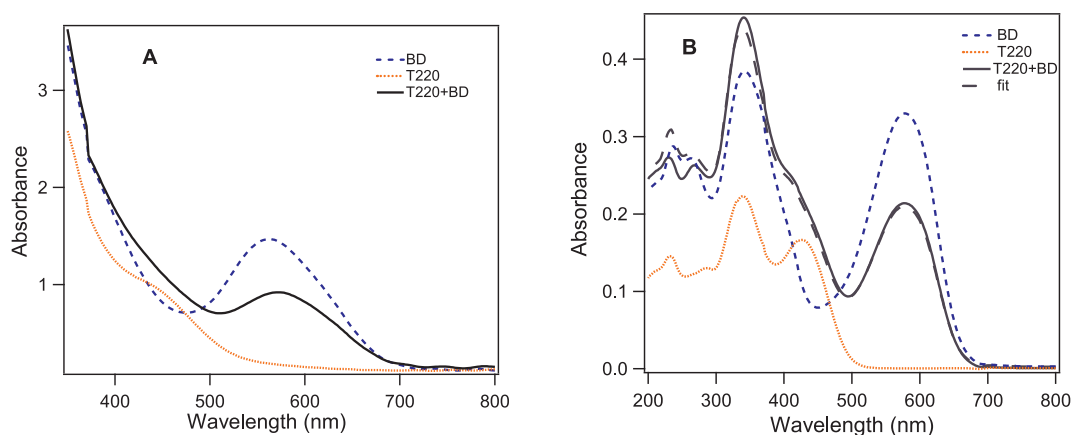 A
BD
T220
T220+BD
3
2
1
Absorbance
400 500 600 700 800
Wavelength (nm)
B
BD
T220
T220+BD
fit
0.4
0.3
0.2
0.1
0.0
Absorbance
200 300 400 500 600 700 800
Wavelength (nm)